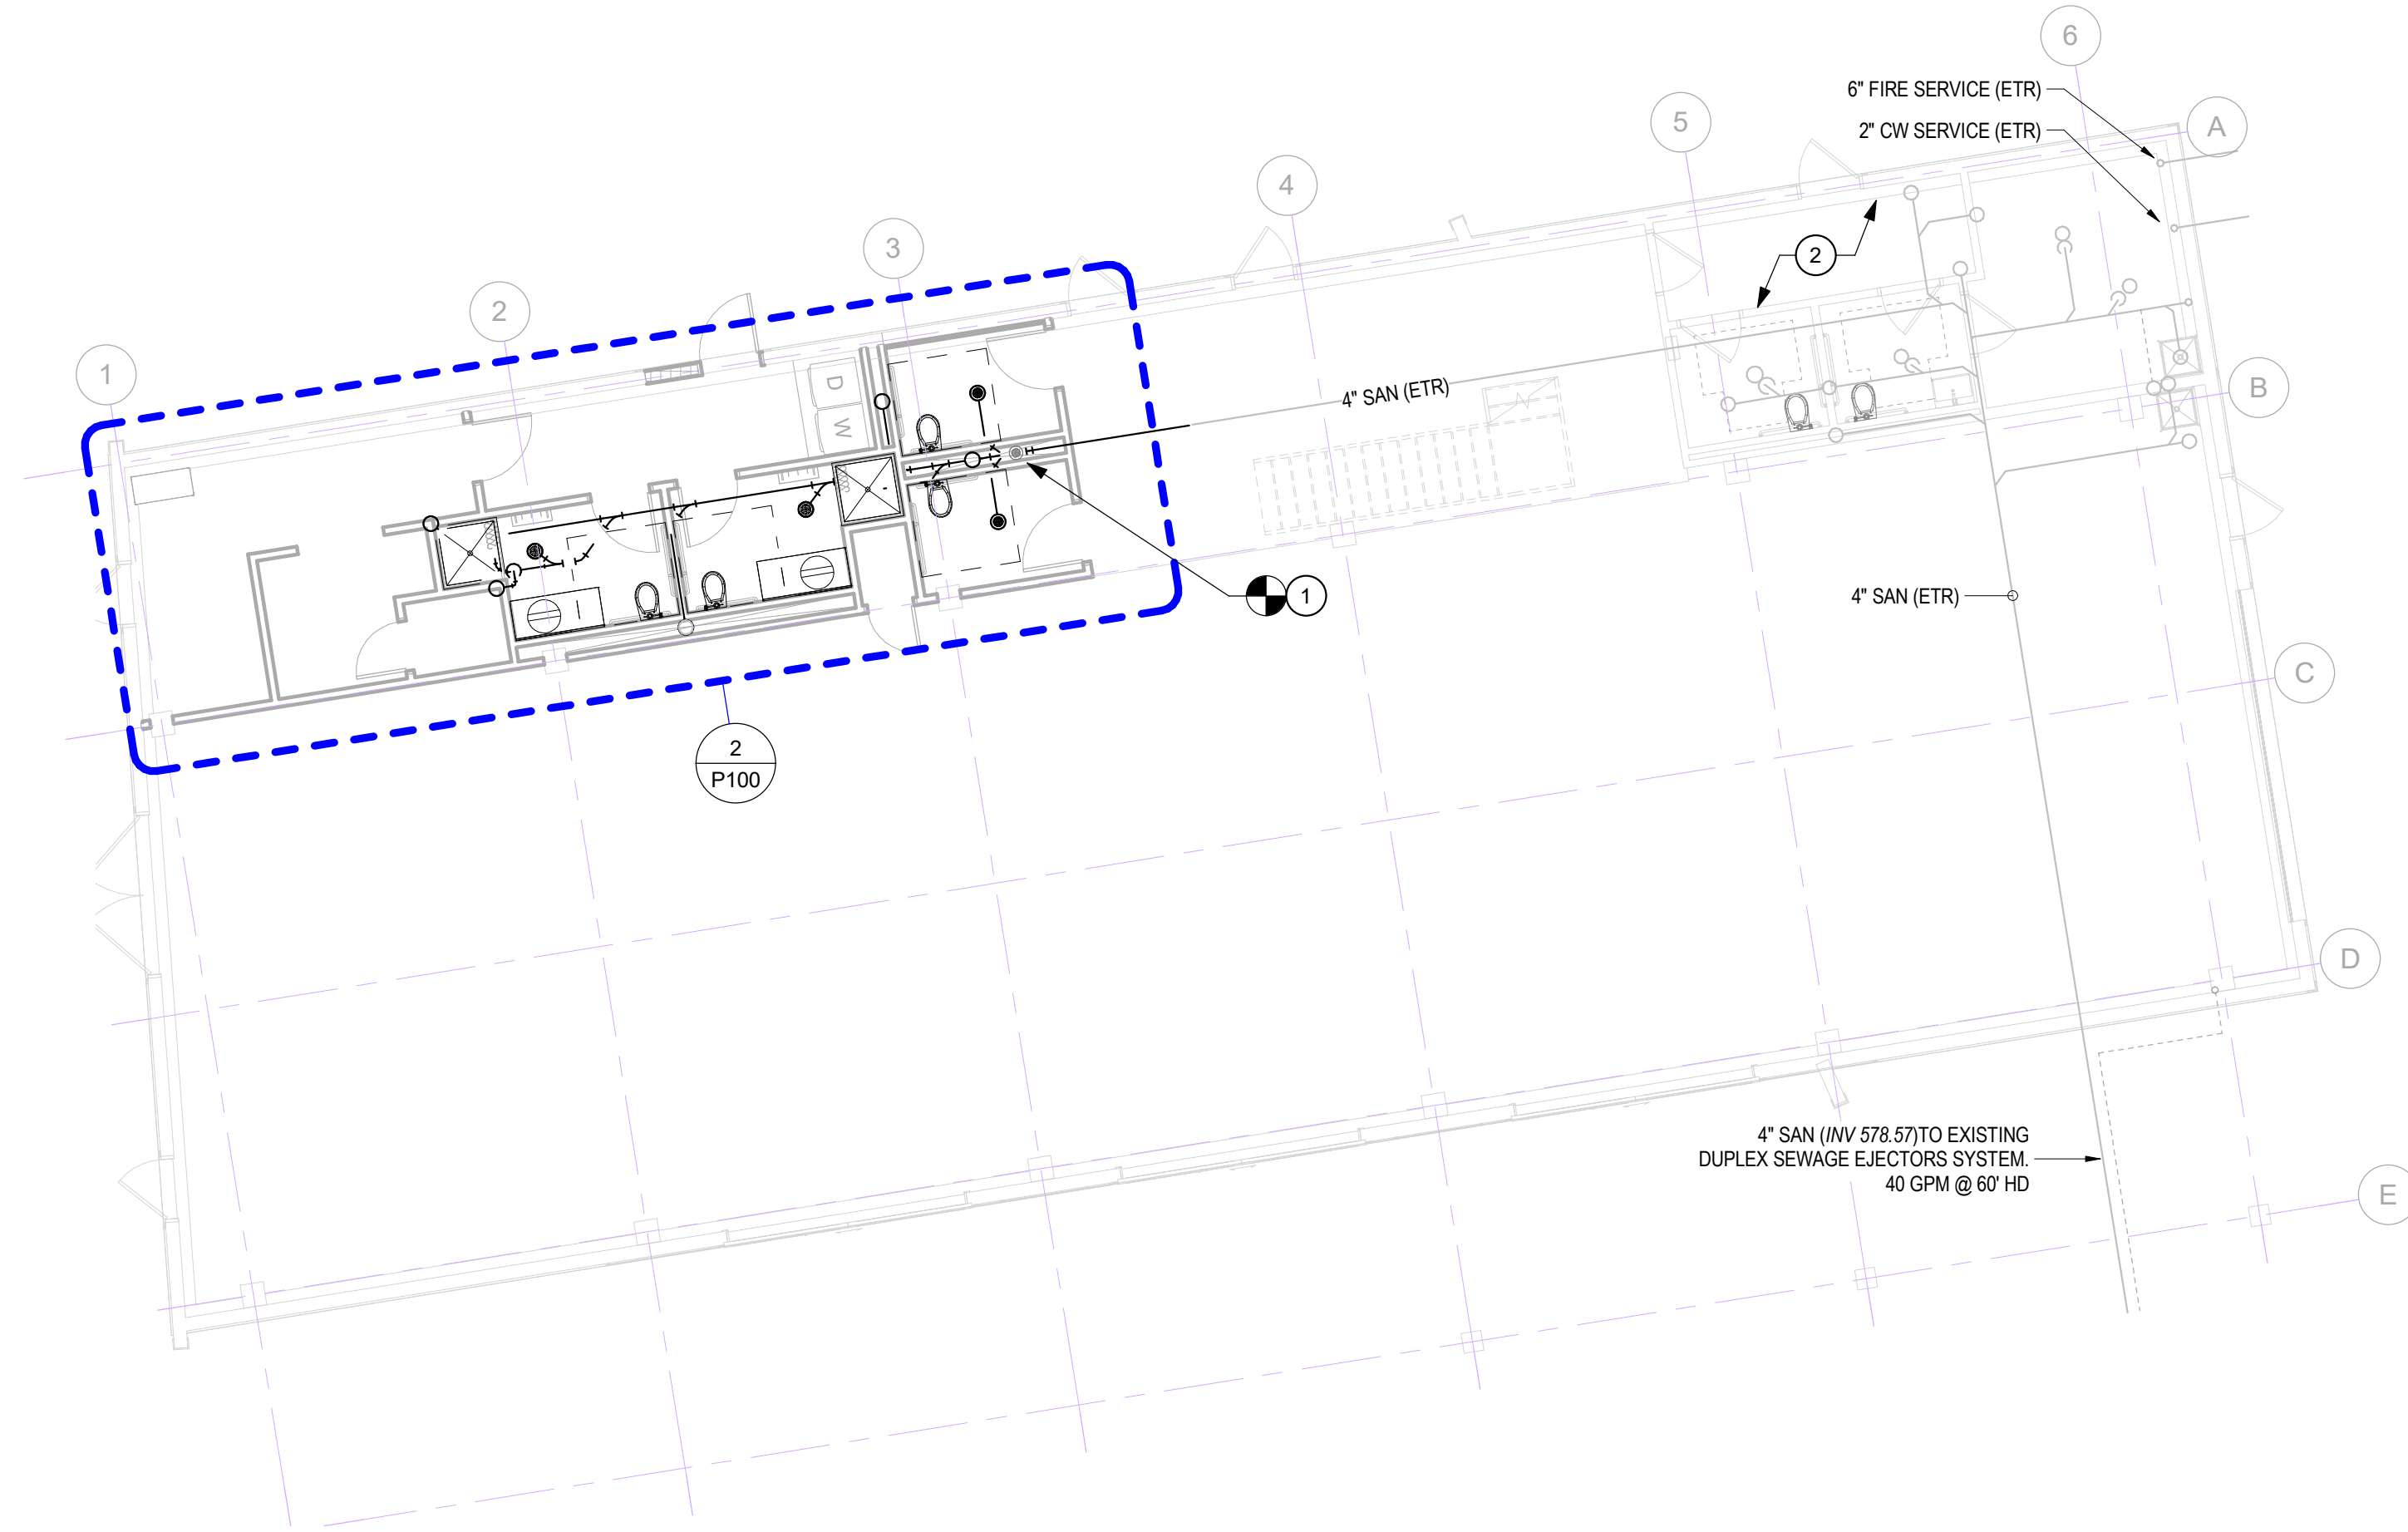 6
6" FIRE SERVICE (ETR)
5
A
2" CW SERVICE (ETR)
4
3
2
2
1
D
B
4" SAN (ETR)
W
1
4" SAN (ETR)
C
2
P100
D
4" SAN (INV 578.57)TO EXISTING
DUPLEX SEWAGE EJECTORS SYSTEM.
40 GPM @ 60' HD
E